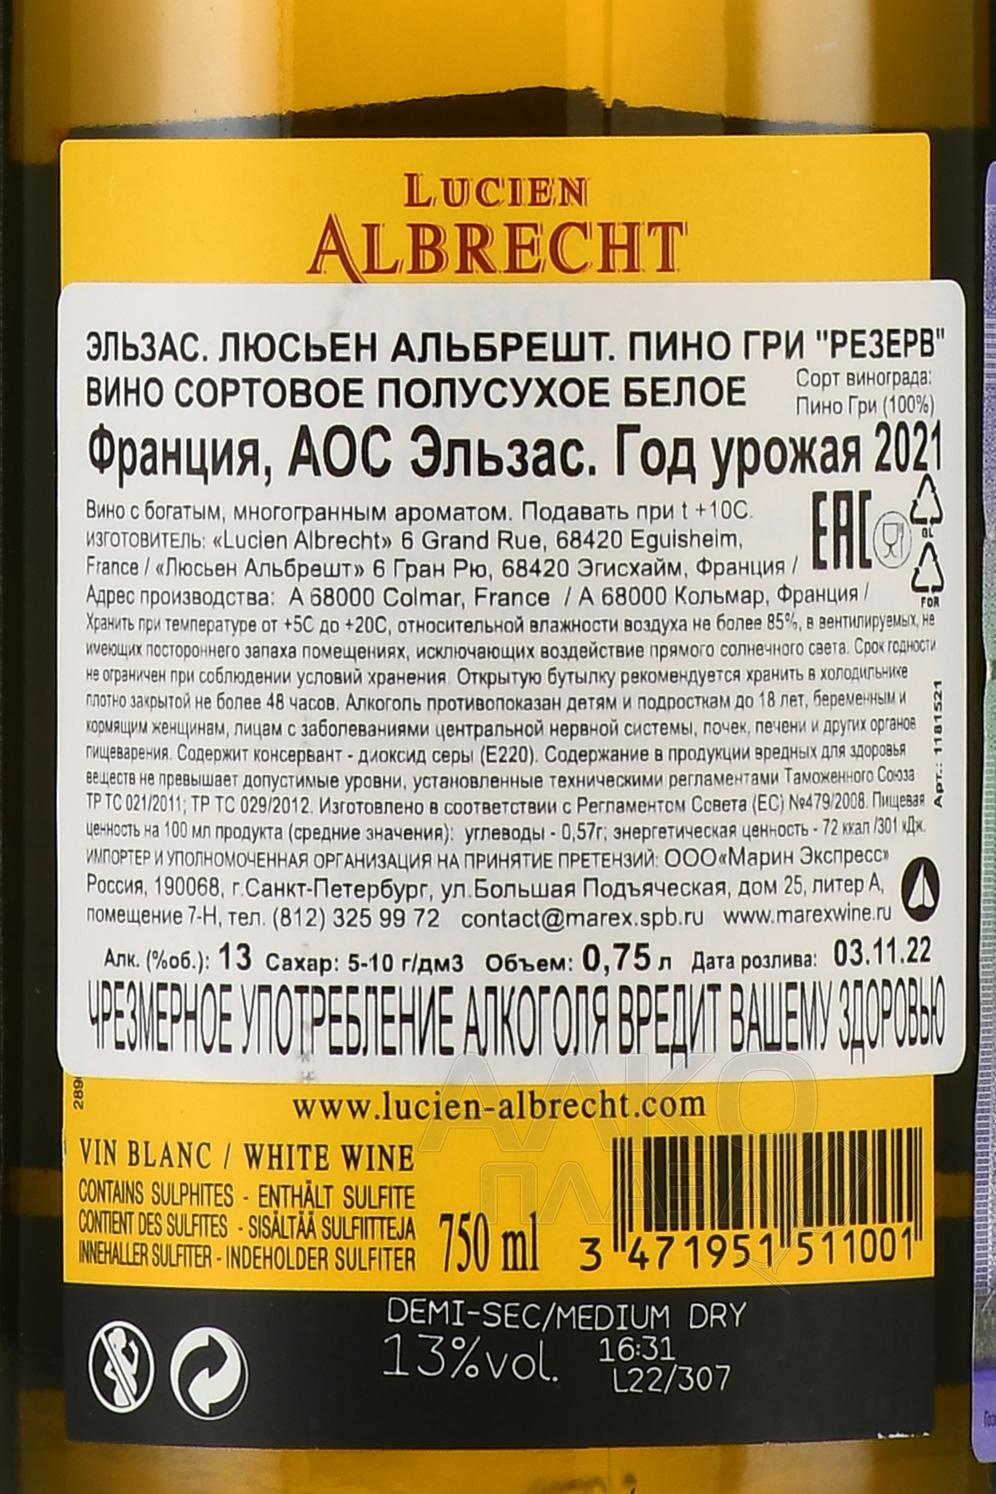 LUCIEN
ALBRECHT
ЭЛЬЗАС. ЛЮСЬЕН АЛЬБРЕШТ. ПИНО ГРИ "РЕЗЕРВ"
ВИНО СОРТОВОЕ ПОЛУСУХОЕ БЕЛОЕ
Сорт винограда:
Пино Гри (100%)
Франция, АОС Эльзас. Год урожая 2021
Вино с богатым, многогранным ароматом. Подавать при t +10С.
ИЗГОТОВИТЕЛЬ: «Lucien Albrecht» 6 Grand Rue, 68420 Eguisheim,
France / «Люсьен Альбрешт» 6 Гран Рю, 68420 Эгисхайм, Франция /
Адрес производства: А 68000 Colmar, France / А 68000 Кольмар, Франция /
EAC
GL
FOR
Хранить при температуре от +5С до +20С, относительной влажности воздуха не более 85%, в вентилируемых, не
имеющих постороннего запаха помещениях, исключающих воздействие прямого солнечного света. Срок годности
не ограничен при соблюдении условий хранения. Открытую бутылку рекомендуется хранить в холодильнике
плотно закрытой не более 48 часов. Алкоголь противопоказан детям и подросткам до 18 лет, беременным и
кормящим женщинам, лицам с заболеваниями центральной нервной системы, почек, печени и других органов
пищеварения. Содержит консервант - диоксид серы (Е220). Содержание в продукции вредных для здоровья
веществ не превышает допустимые уровни, установленные техническими регламентами Таможенного Союза
ТР ТС 021/2011; ТР ТС 029/2012. Изготовлено в соответствии с Регламентом Совета (ЕС) №479/2008. Пищевая
ценность на 100 мл продукта (средние значения): углеводы - 0,57г; энергетическая ценность - 72 ккал /301 кДж.
Арт.: 1181521
ИМПОРТЕР И УПОЛНОМОЧЕННАЯ ОРГАНИЗАЦИЯ НА ПРИНЯТИЕ ПРЕТЕНЗИЙ: ООО«Марин Экспресс»
Россия, 190068, г.Санкт-Петербург, ул.Большая Подъяческая, дом 25, литер А,
помещение 7-Н, тел. (812) 325 99 72 contact@marex.spb.ru www.marexwine.ru
Алк. (%об.): 13 Сахар: 5-10 г/дм3 Объем: 0,75 л Дата розлива: 03.11.22
ЧРЕЗМЕРНОЕ УПОТРЕБЛЕНИЕ АЛКОГОЛЯ ВРЕДИТ ВАШЕМУ ЗДОРОВЬЮ
www.lucien-albrecht.com
VIN BLANC / WHITE WINE
CONTAINS SULPHITES - ENTHÄLT SULFITE
CONTIENT DES SULFITES - SISÄLTÄÄ SULFIITTEJA
INNEHALLER SULFITER - INDEHOLDER SULFITER
750 ml
3 471951 511001
DEMI-SEC/MEDIUM DRY
13%vol.
16:31
L22/307
АЛКО
ПЛАЗА